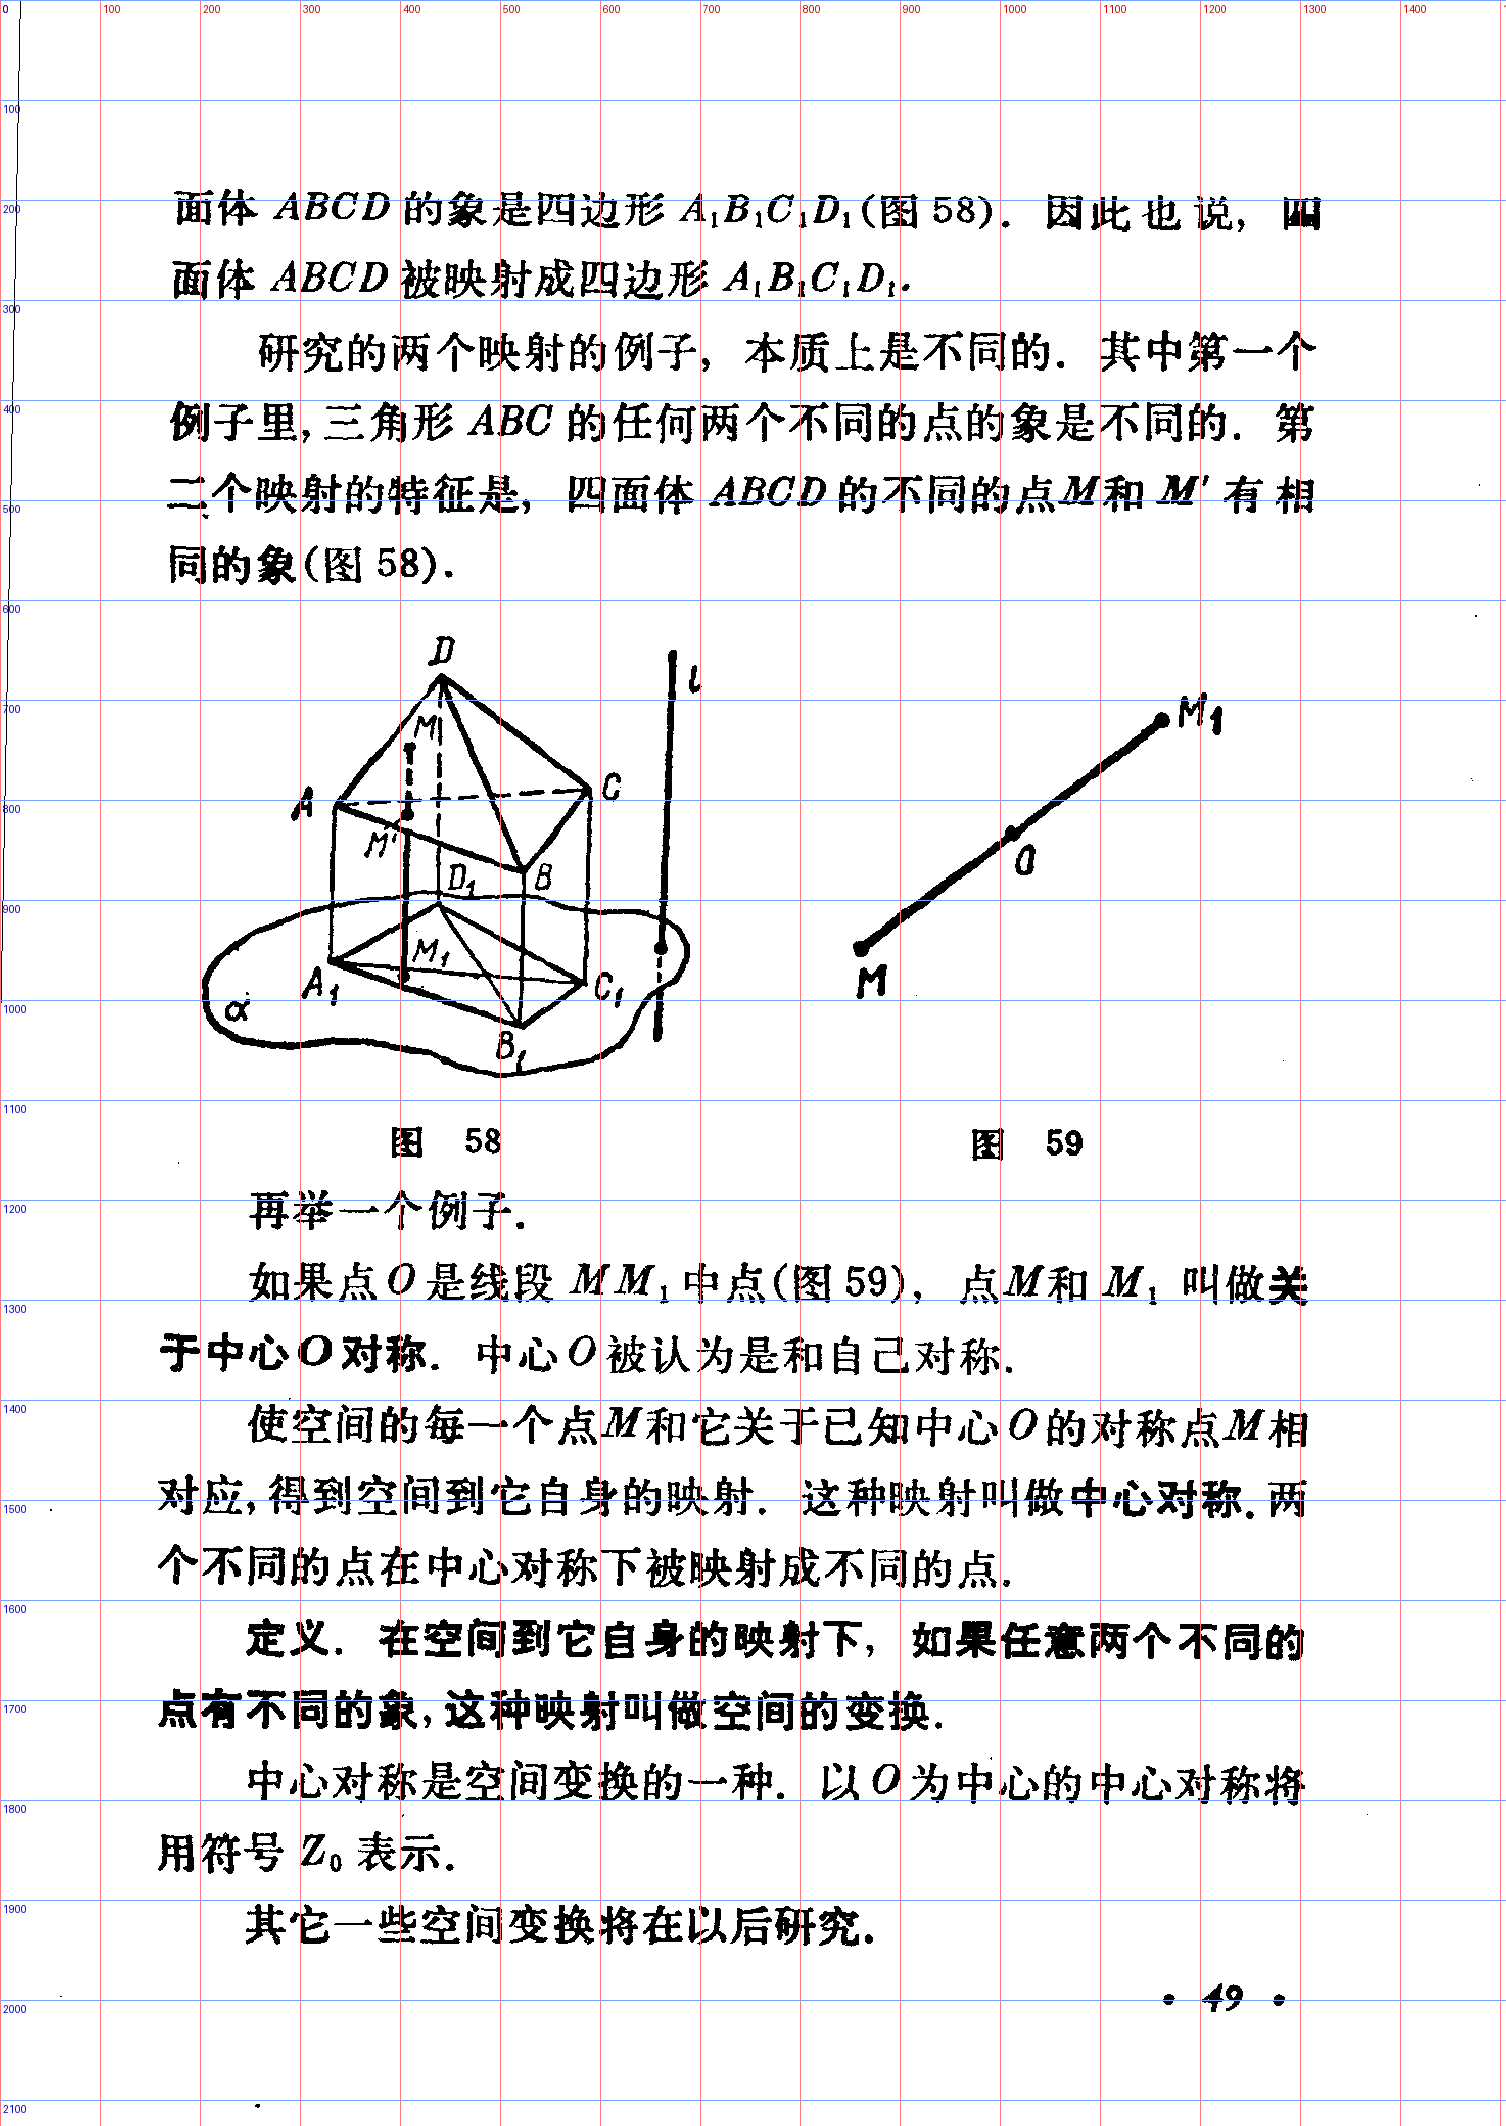 面体 ABCD 的象是四边形 A₁B₁C₁D₁(图 58). 因此也说, 四
面体 ABCD 被映射成四边形 A₁B₁C₁D₁.
研究的两个映射的例子, 本质上是不同的. 其中第一个
例子里, 三角形 ABC 的任何两个不同的点的象是不同的. 第
二个映射的特征是, 四面体 ABCD 的不同的点M和 M′ 有相
同的象(图 58).
D
l
M
M₁
A
C
M′
O
D₁
B
M₁
M
A₁
C₁
α
B₁
图 58
图 59
再举一个例子.
如果点 O 是线段 MM₁ 中点(图 59), 点M和 M₁ 叫做关
于中心O对称. 中心O被认为是和自己对称.
使空间的每一个点M和它关于已知中心O的对称点M相
对应, 得到空间到它自身的映射. 这种映射叫做中心对称. 两
个不同的点在中心对称下被映射成不同的点.
定义. 在空间到它自身的映射下, 如果任意两个不同的
点有不同的象, 这种映射叫做空间的变换.
中心对称是空间变换的一种. 以O为中心的中心对称将
用符号 Z₀ 表示.
其它一些空间变换将在以后研究.
• 49 •